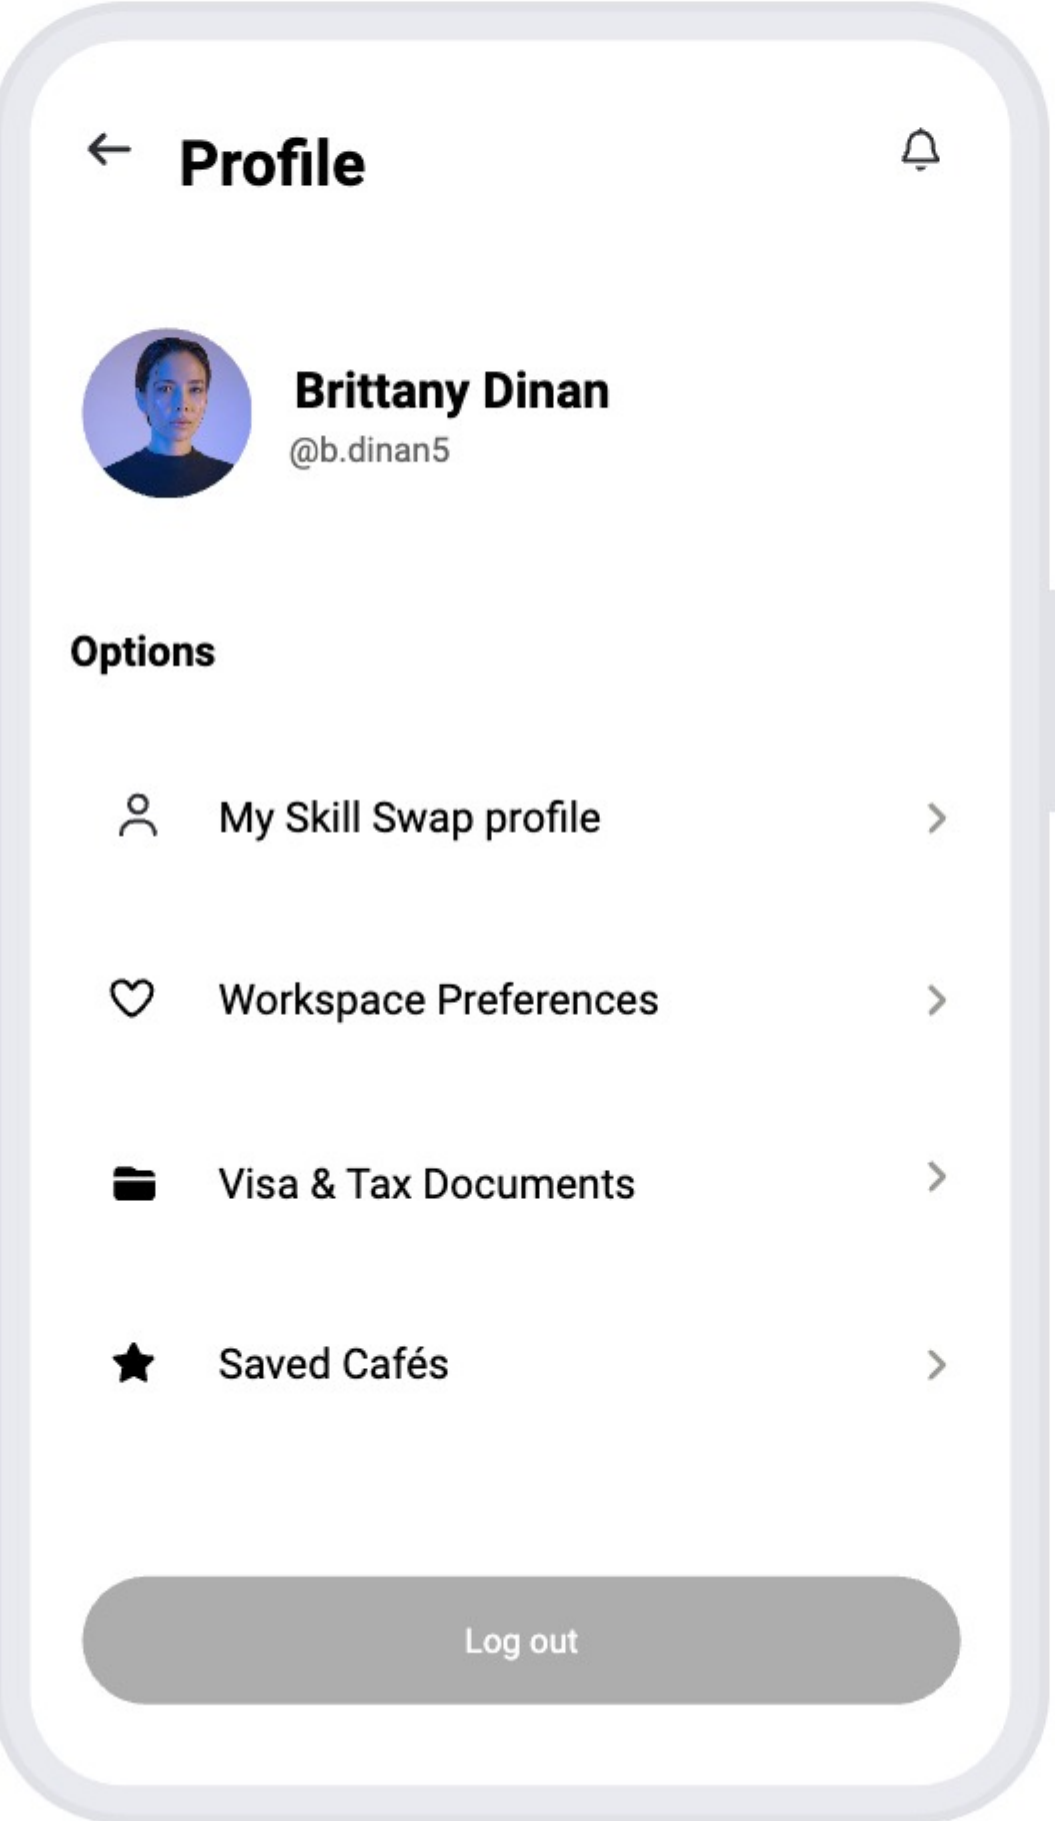 Profile
Brittany Dinan
@b.dinan5
Options
My Skill Swap profile
Workspace Preferences
Visa & Tax Documents
Saved Cafés
Log out